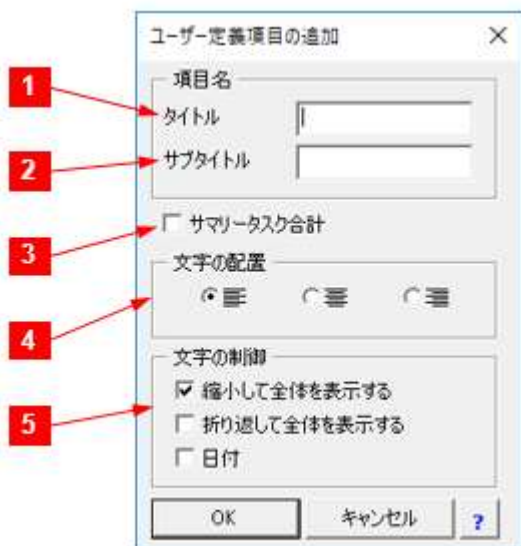 ユーザー定義項目の追加
項目名
1
タイトル
2
サブタイトル
3
サマリータスク合計
文字の配置
4
文字の制御
5
縮小して全体を表示する
折り返して全体を表示する
日付
OK キャンセル ?